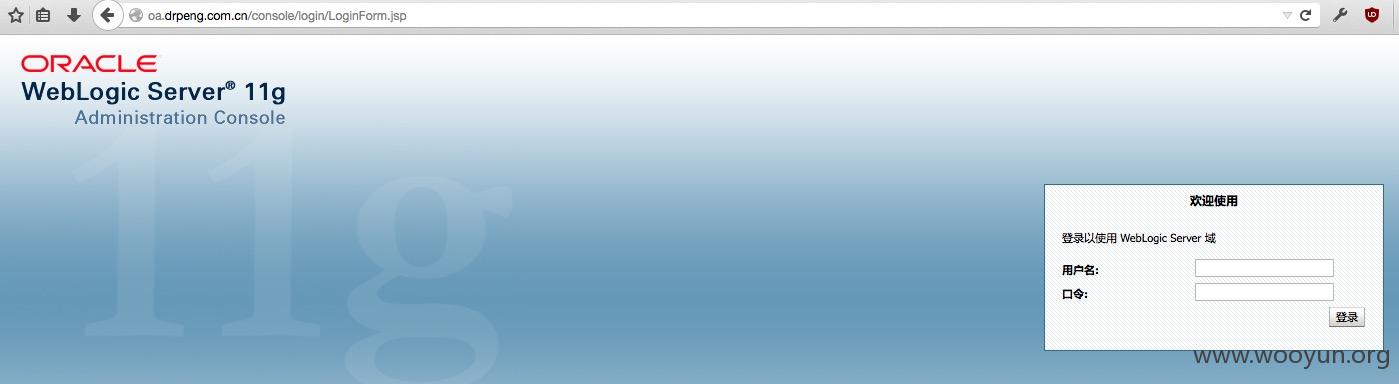 oa.drpeng.com.cn/console/login/LoginForm.jsp
ORACLE
WebLogic Server® 11g
Administration Console
11g
欢迎使用
登录以使用 WebLogic Server 域
用户名:
口令:
登录
www.wooyun.org